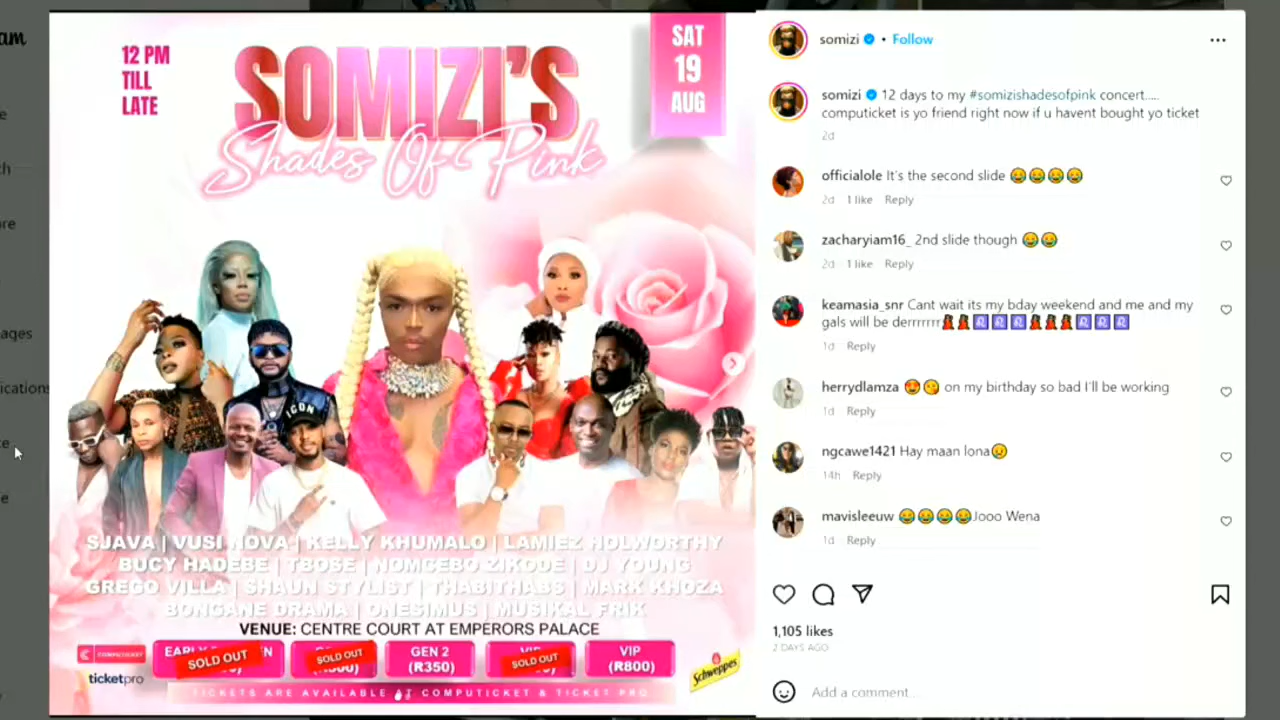 am
12 PM
TILL
LATE
SOMIZI'S
Shades Of Pink
SAT
19
AUG
SJAVA | VUSI NOVA | KELLY KHUMALO | LAMIEZ HOLWORTHY
BUCY HADEBE | TBOSE | NOMCEBO ZIKODE | DJ YOUNG
GREGO VILLA | SHAUN STYLIST | THABITHABS | MARK KHOZA
BONGANE DRAMA | ONESIMUS | MUSIKAL FRIK
VENUE: CENTRE COURT AT EMPERORS PALACE
COMPUTICKET
ticketpro
SOLD OUT
SOLD OUT
GEN 2
(R350)
SOLD OUT
VIP
(R800)
Schweppes
TICKETS ARE AVAILABLE AT COMPUTICKET & TICKET PRO
ICON
somizi • Follow
somizi 12 days to my #somizishadesofpink concert.....
computicket is yo friend right now if u havent bought yo ticket
2d
officialole It's the second slide 😂😂😂😂
2d 1 like Reply
zacharyiam16_ 2nd slide though 😂😂
2d 1 like Reply
keamasia_snr Cant wait its my bday weekend and me and my
gals will be derrrrrrr💃💃♌♌♌💃💃💃♌♌♌
1d Reply
herrydlamza 😍😘 on my birthday so bad I'll be working
1d Reply
ngcawe1421 Hay maan lona🤣
14h Reply
mavisleeuw 😂😂😂😂Jooo Wena
1d Reply
1,105 likes
2 DAYS AGO
Add a comment...